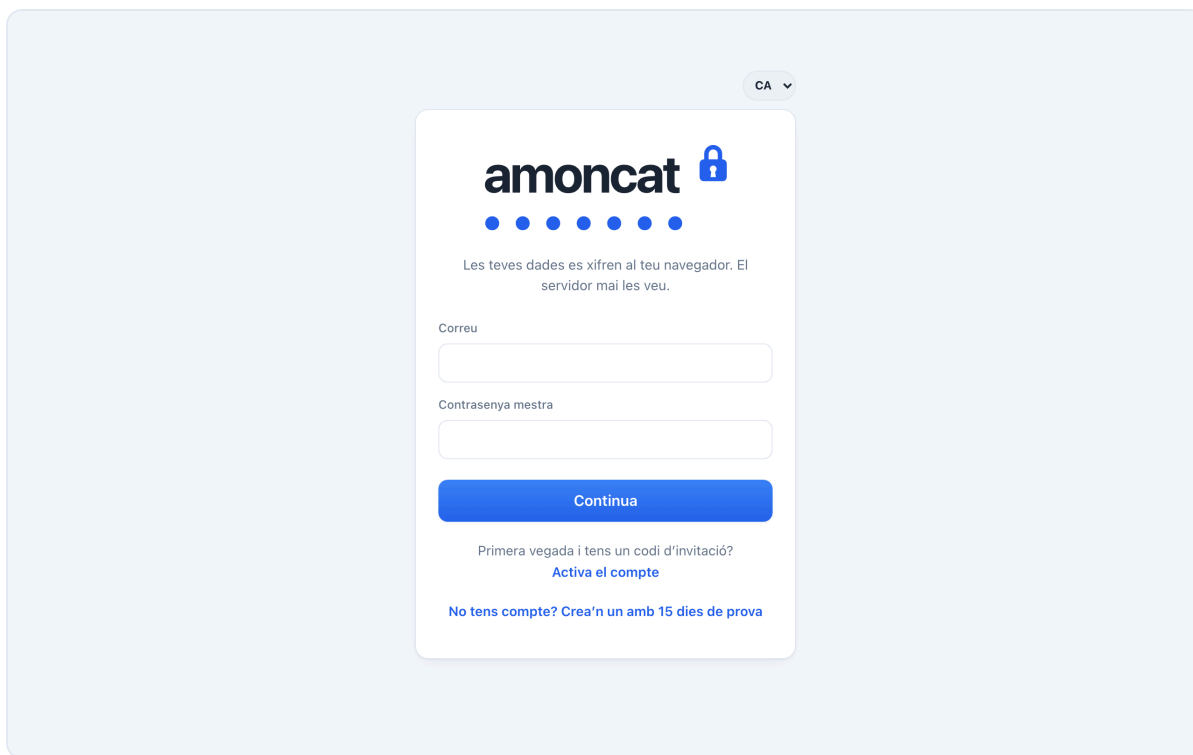 CA
amoncat
Les teves dades es xifren al teu navegador. El
servidor mai les veu.
Correu
Contrasenya mestra
Continua
Primera vegada i tens un codi d’invitació?
Activa el compte
No tens compte? Crea’n un amb 15 dies de prova